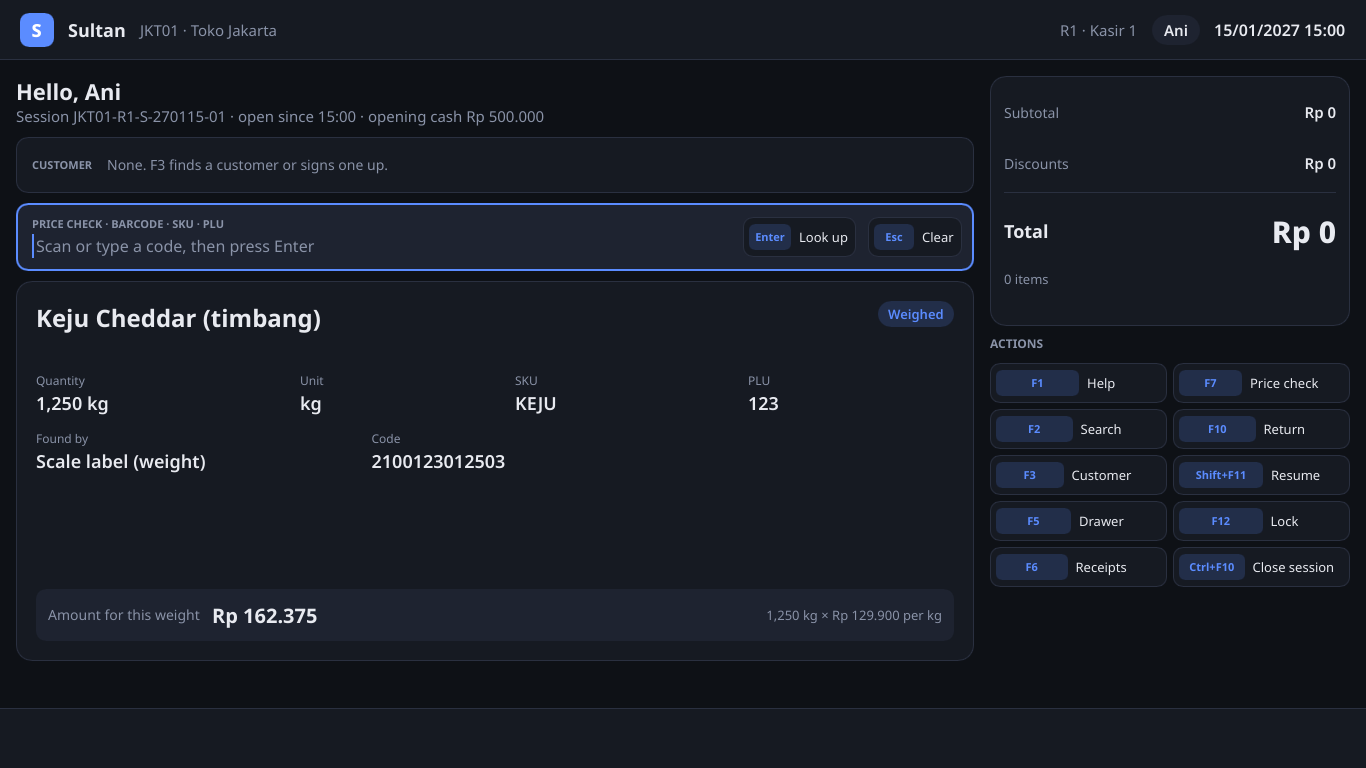 S Sultan JKT01 · Toko Jakarta R1 · Kasir 1 Ani 15/01/2027 15:00
Hello, Ani
Session JKT01-R1-S-270115-01 · open since 15:00 · opening cash Rp 500.000
CUSTOMER None. F3 finds a customer or signs one up.
PRICE CHECK · BARCODE · SKU · PLU
Scan or type a code, then press Enter
Enter Look up Esc Clear
Keju Cheddar (timbang) Weighed
Quantity Unit SKU PLU
1,250 kg kg KEJU 123
Found by Code
Scale label (weight) 2100123012503
Amount for this weight Rp 162.375 1,250 kg × Rp 129.900 per kg
Subtotal Rp 0
Discounts Rp 0
Total Rp 0
0 items
ACTIONS
F1 Help F7 Price check
F2 Search F10 Return
F3 Customer Shift+F11 Resume
F5 Drawer F12 Lock
F6 Receipts Ctrl+F10 Close session